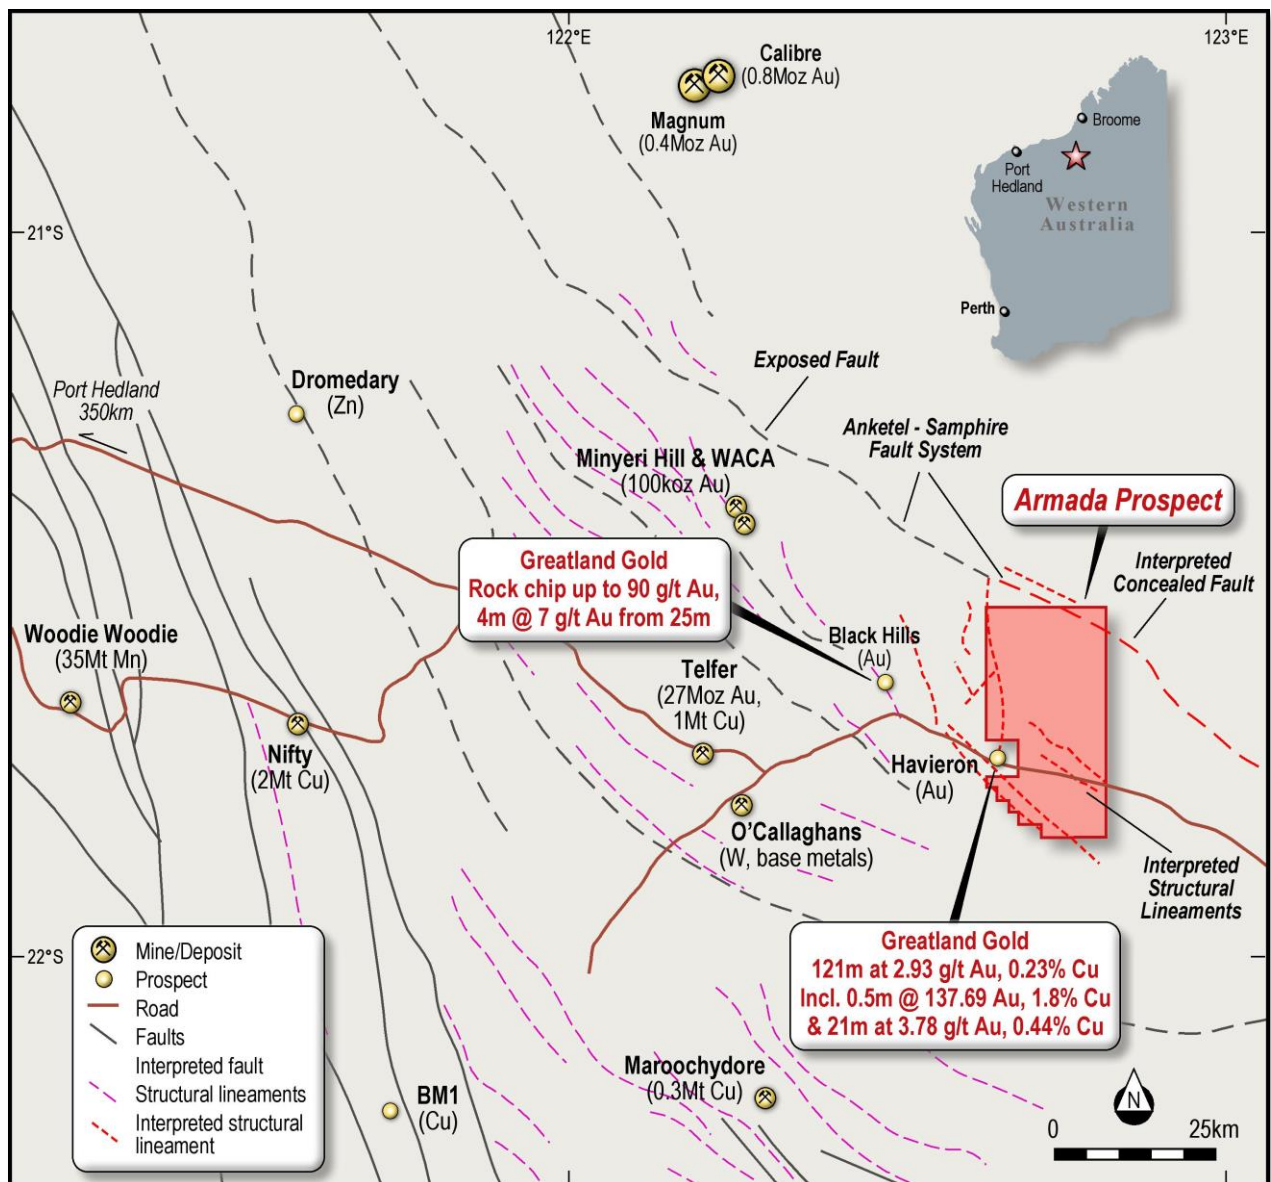 122°E
123°E
Calibre
(0.8Moz Au)
Magnum
(0.4Moz Au)
Broome
Port
Hedland
Western
Australia
Perth
21°S
Exposed Fault
Port Hedland
350km
Dromedary
(Zn)
Anketel - Samphire
Fault System
Minyeri Hill & WACA
(100koz Au)
Armada Prospect
Interpreted
Concealed Fault
Greatland Gold
Rock chip up to 90 g/t Au,
4m @ 7 g/t Au from 25m
Woodie Woodie
(35Mt Mn)
Black Hills
(Au)
Telfer
(27Moz Au,
1Mt Cu)
Nifty
(2Mt Cu)
Havieron
(Au)
O'Callaghans
(W, base metals)
Interpreted
Structural
Lineaments
22°S
Greatland Gold
121m at 2.93 g/t Au, 0.23% Cu
Incl. 0.5m @ 137.69 Au, 1.8% Cu
& 21m at 3.78 g/t Au, 0.44% Cu
Mine/Deposit
Prospect
Road
Faults
Interpreted fault
Structural lineaments
Interpreted structural
lineament
BM1
(Cu)
Maroochydore
(0.3Mt Cu)
N
0 25km